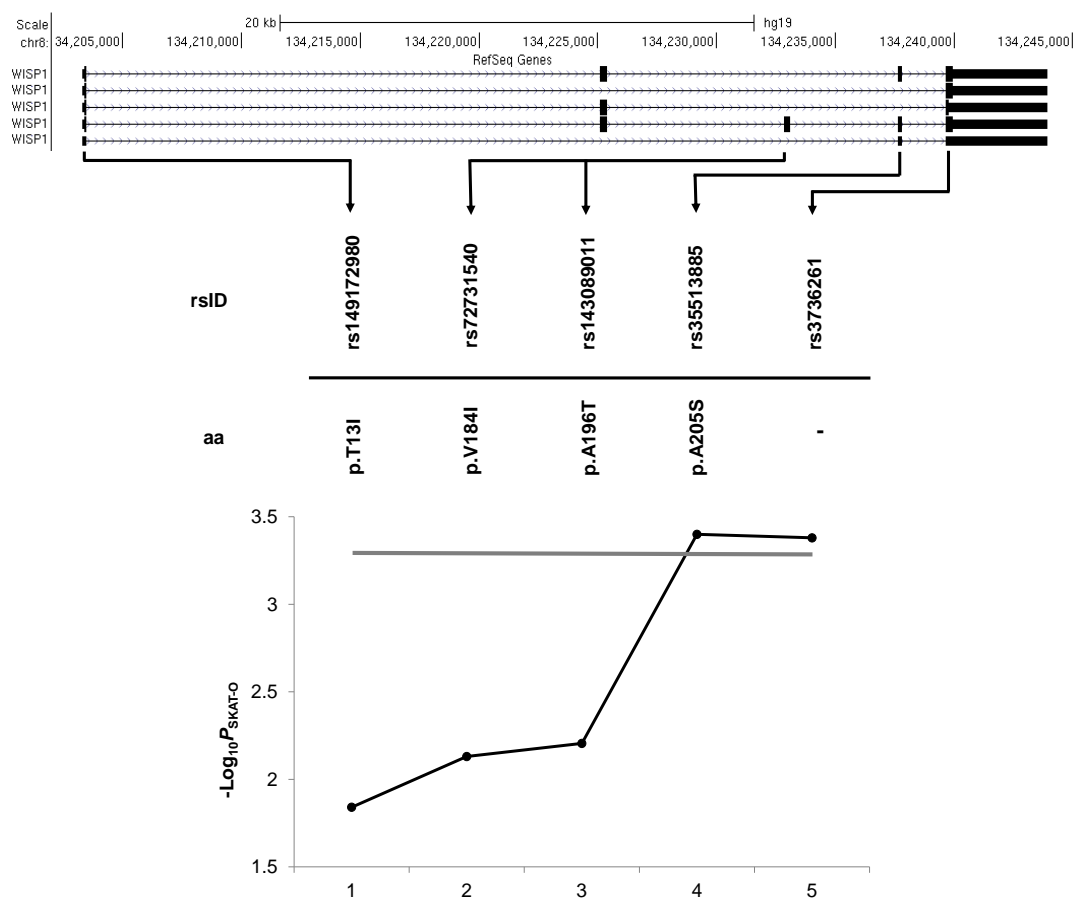 Scale 20 kb hg19
chr8: 34,205,000 134,210,000 134,215,000 134,220,000 134,225,000 134,230,000 134,235,000 134,240,000 134,245,000
RefSeq Genes
WISP1
WISP1
WISP1
WISP1
WISP1
rsID rs149172980 rs72731540 rs143089011 rs35513885 rs3736261
aa p.T13I p.V184I p.A196T p.A205S -
3.5
3
2.5
2
1.5
-Log10PSKAT-O
1 2 3 4 5